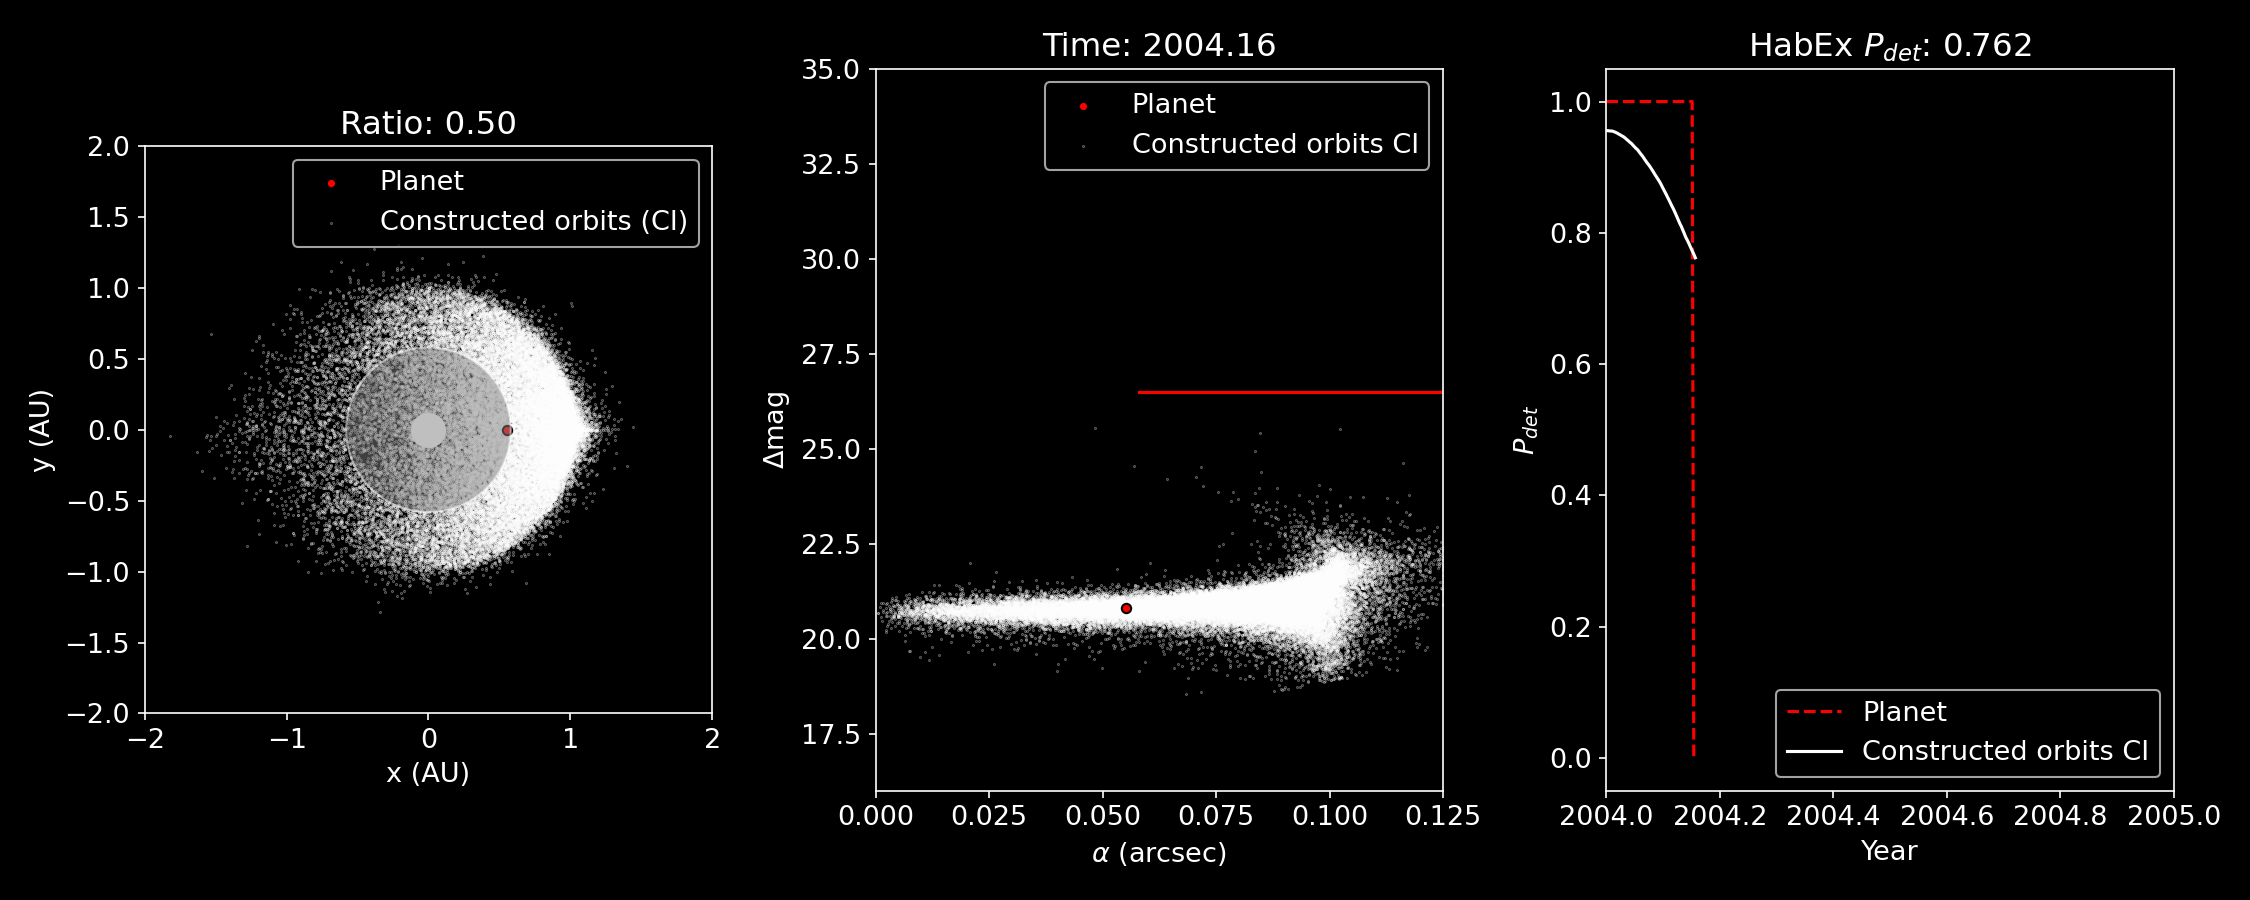 Ratio: 0.50
2.0
1.5
1.0
0.5
0.0
−0.5
−1.0
−1.5
−2.0
−2 −1 0 1 2
x (AU)
y (AU)
Planet
Constructed orbits (CI)
Time: 2004.16
35.0
32.5
30.0
27.5
25.0
22.5
20.0
17.5
0.000 0.025 0.050 0.075 0.100 0.125
α (arcsec)
Δmag
Planet
Constructed orbits CI
HabEx P_det: 0.762
1.0
0.8
0.6
0.4
0.2
0.0
2004.0 2004.2 2004.4 2004.6 2004.8 2005.0
Year
P_det
Planet
Constructed orbits CI